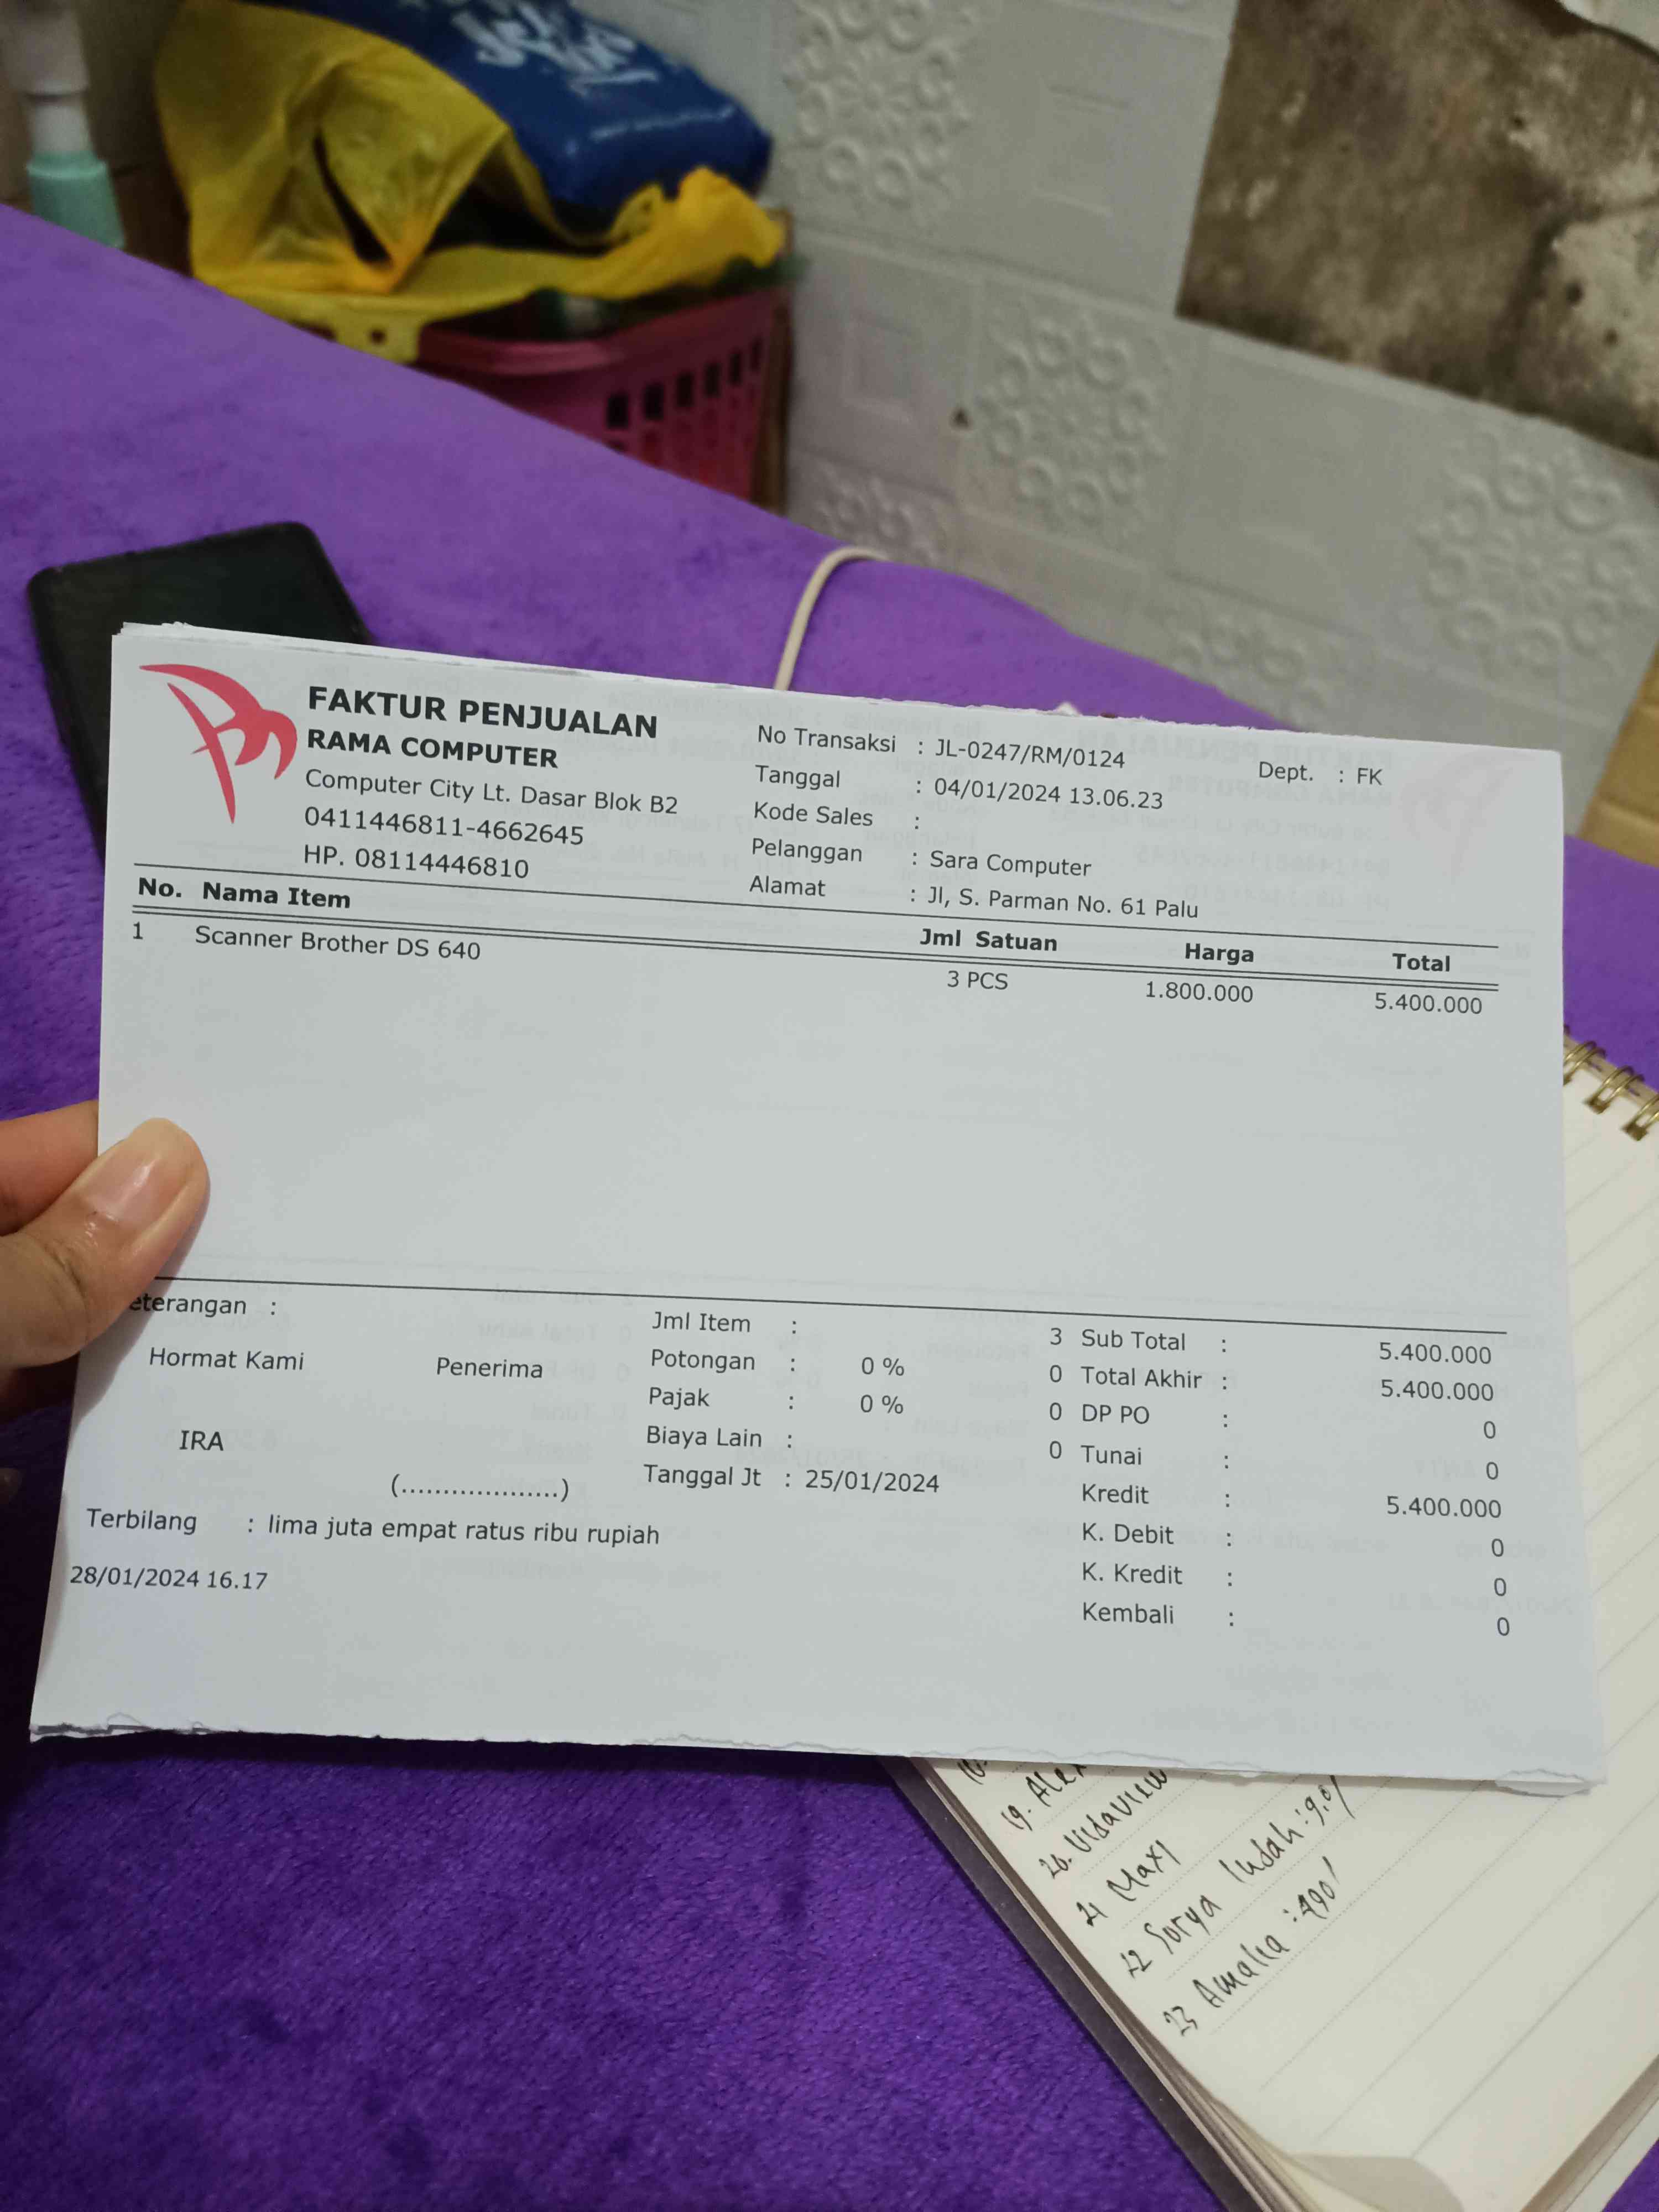 FAKTUR PENJUALAN
RAMA COMPUTER
Computer City Lt. Dasar Blok B2
0411446811-4662645
HP. 08114446810
No Transaksi : JL-0247/RM/0124 Dept. : FK
Tanggal : 04/01/2024 13.06.23
Kode Sales :
Pelanggan : Sara Computer
Alamat : Jl, S. Parman No. 61 Palu
No. Nama Item Jml Satuan Harga Total
1 Scanner Brother DS 640 3 PCS 1.800.000 5.400.000
eterangan :
Hormat Kami Penerima
IRA
(...................)
Jml Item : 3
Potongan : 0 % 0
Pajak : 0 % 0
Biaya Lain : 0
Tanggal Jt : 25/01/2024
Sub Total : 5.400.000
Total Akhir : 5.400.000
DP PO : 0
Tunai : 0
Kredit : 5.400.000
K. Debit : 0
K. Kredit : 0
Kembali : 0
Terbilang : lima juta empat ratus ribu rupiah
28/01/2024 16.17
19. Alex
20.
21 Maxi
22 Surya Indah :
23 Amalia :